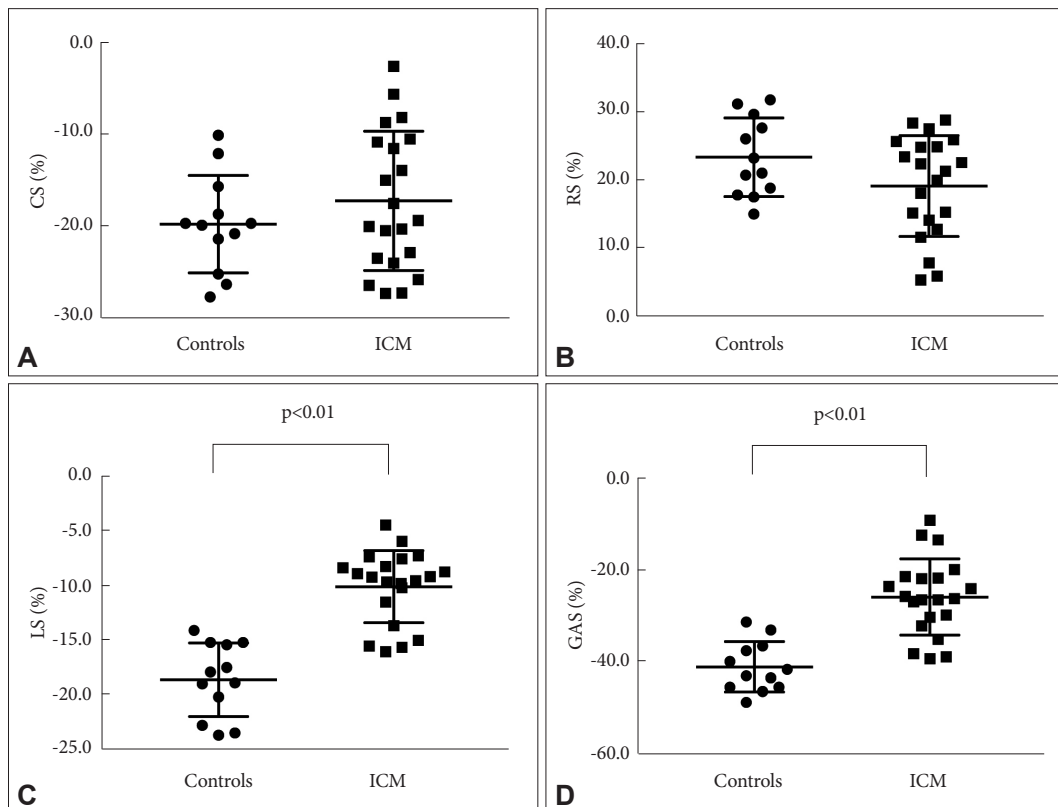 0.0
-10.0
-20.0
-30.0
CS (%)
Controls
ICM
A
40.0
30.0
20.0
10.0
0.0
RS (%)
Controls
ICM
B
p<0.01
0.0
-5.0
-10.0
-15.0
-20.0
-25.0
LS (%)
Controls
ICM
C
p<0.01
0.0
-20.0
-40.0
-60.0
GAS (%)
Controls
ICM
D